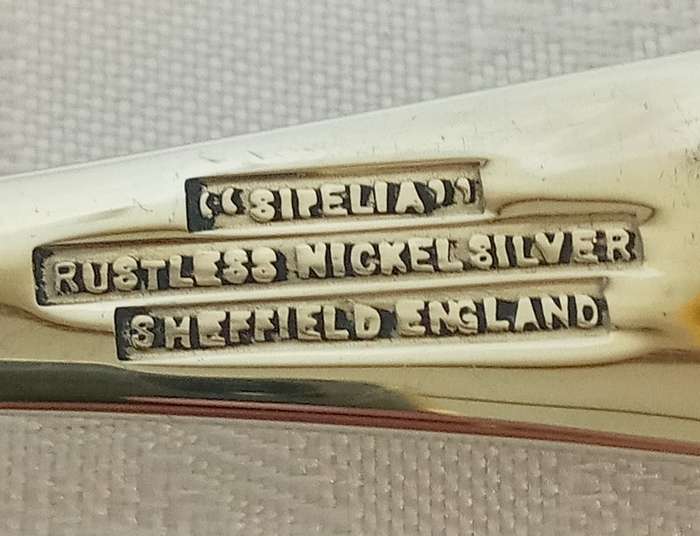 “SIPELIA”
RUSTLESS NICKEL SILVER
SHEFFIELD ENGLAND